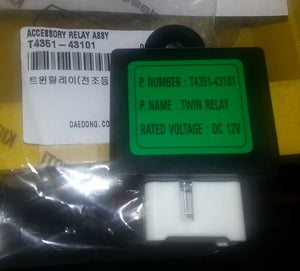 ACCESSORY RELAY ASSY
T4351-43101
트윈릴레이(전조등
DAEDONG. CO
P. NUMBER : T4351-43101
P. NAME : TWIN RELAY
RATED VOLTAGE : DC 12V